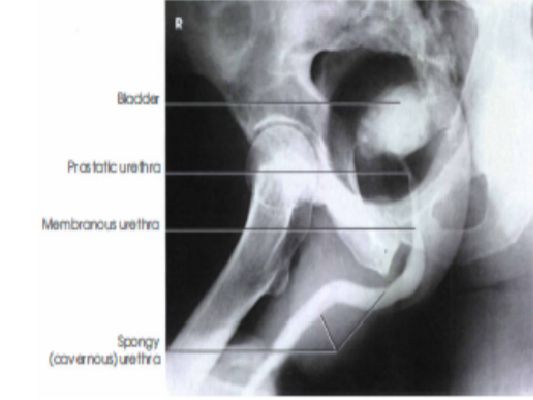 R
Bladder
Prostatic urethra
Membranous urethra
Spongy
(cavernous) urethra